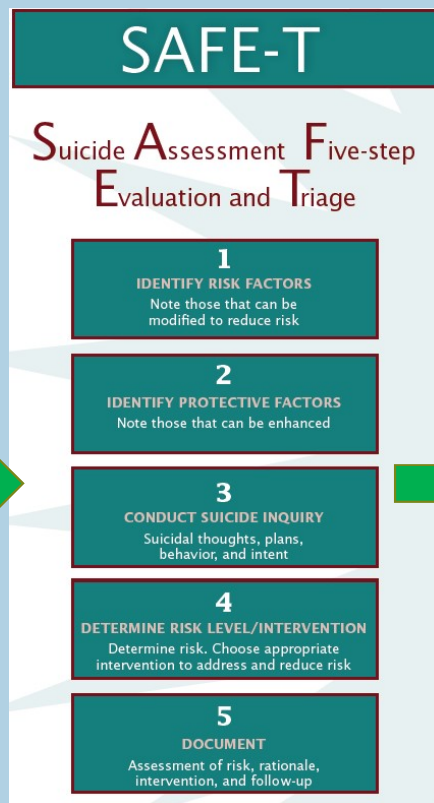 SAFE-T
Suicide Assessment Five-step
Evaluation and Triage
1
IDENTIFY RISK FACTORS
Note those that can be
modified to reduce risk
2
IDENTIFY PROTECTIVE FACTORS
Note those that can be enhanced
3
CONDUCT SUICIDE INQUIRY
Suicidal thoughts, plans,
behavior, and intent
4
DETERMINE RISK LEVEL/INTERVENTION
Determine risk. Choose appropriate
intervention to address and reduce risk
5
DOCUMENT
Assessment of risk, rationale,
intervention, and follow-up